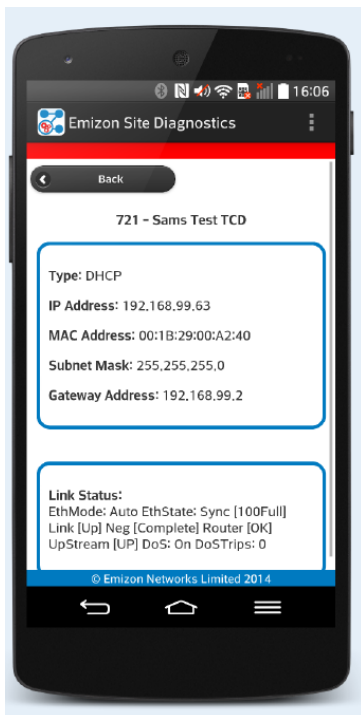 16:06
Emizon Site Diagnostics
Back
721 - Sams Test TCD
Type: DHCP
IP Address: 192.168.99.63
MAC Address: 00:1B:29:00:A2:40
Subnet Mask: 255.255.255.0
Gateway Address: 192.168.99.2
Link Status:
EthMode: Auto EthState: Sync [100Full]
Link [Up] Neg [Complete] Router [OK]
UpStream [UP] DoS: On DoSTrips: 0
© Emizon Networks Limited 2014